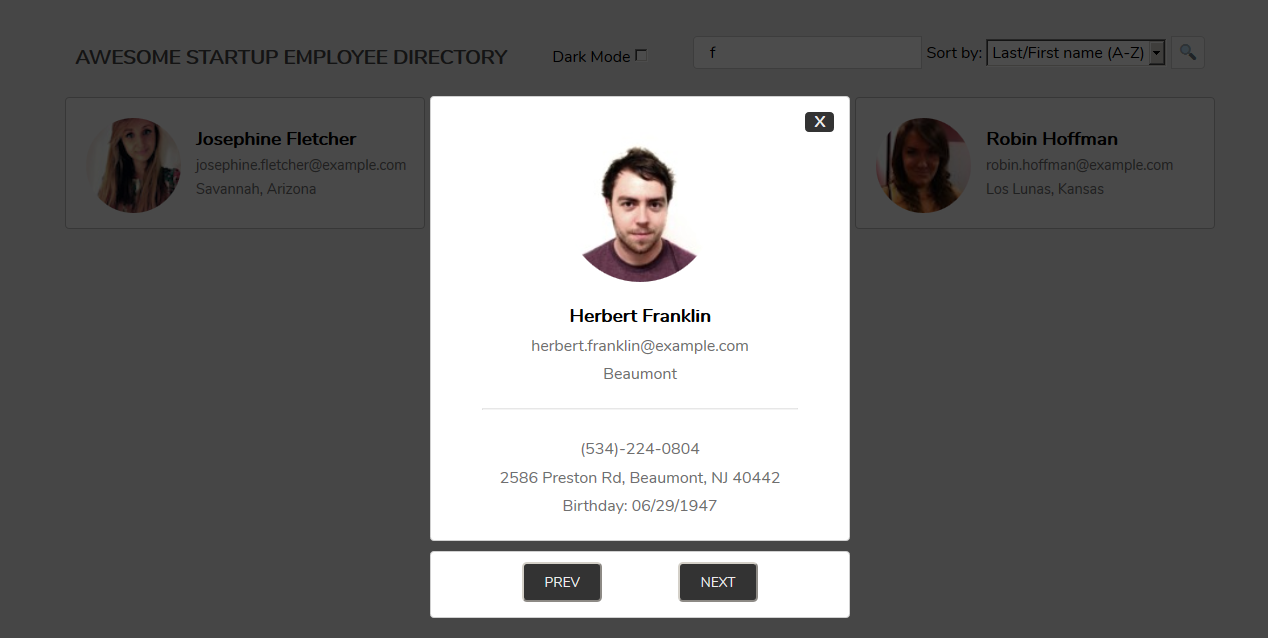 AWESOME STARTUP EMPLOYEE DIRECTORY
Dark Mode
f
Sort by: Last/First name (A-Z)
Josephine Fletcher
josephine.fletcher@example.com
Savannah, Arizona
X
Herbert Franklin
herbert.franklin@example.com
Beaumont
(534)-224-0804
2586 Preston Rd, Beaumont, NJ 40442
Birthday: 06/29/1947
PREV
NEXT
Robin Hoffman
robin.hoffman@example.com
Los Lunas, Kansas